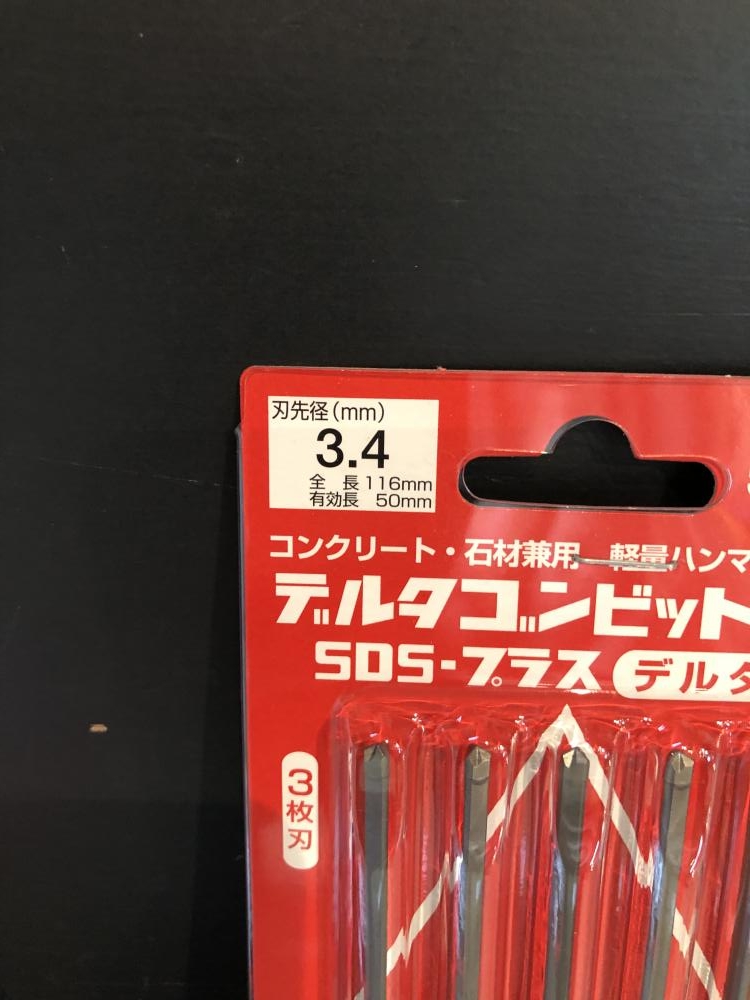 刃先径(mm)
3.4
全 長 116mm
有効長 50mm
コンクリート・石材兼用 軽量ハンマ
デルタゴンビット
SDS-プラス デルタ
3枚刃